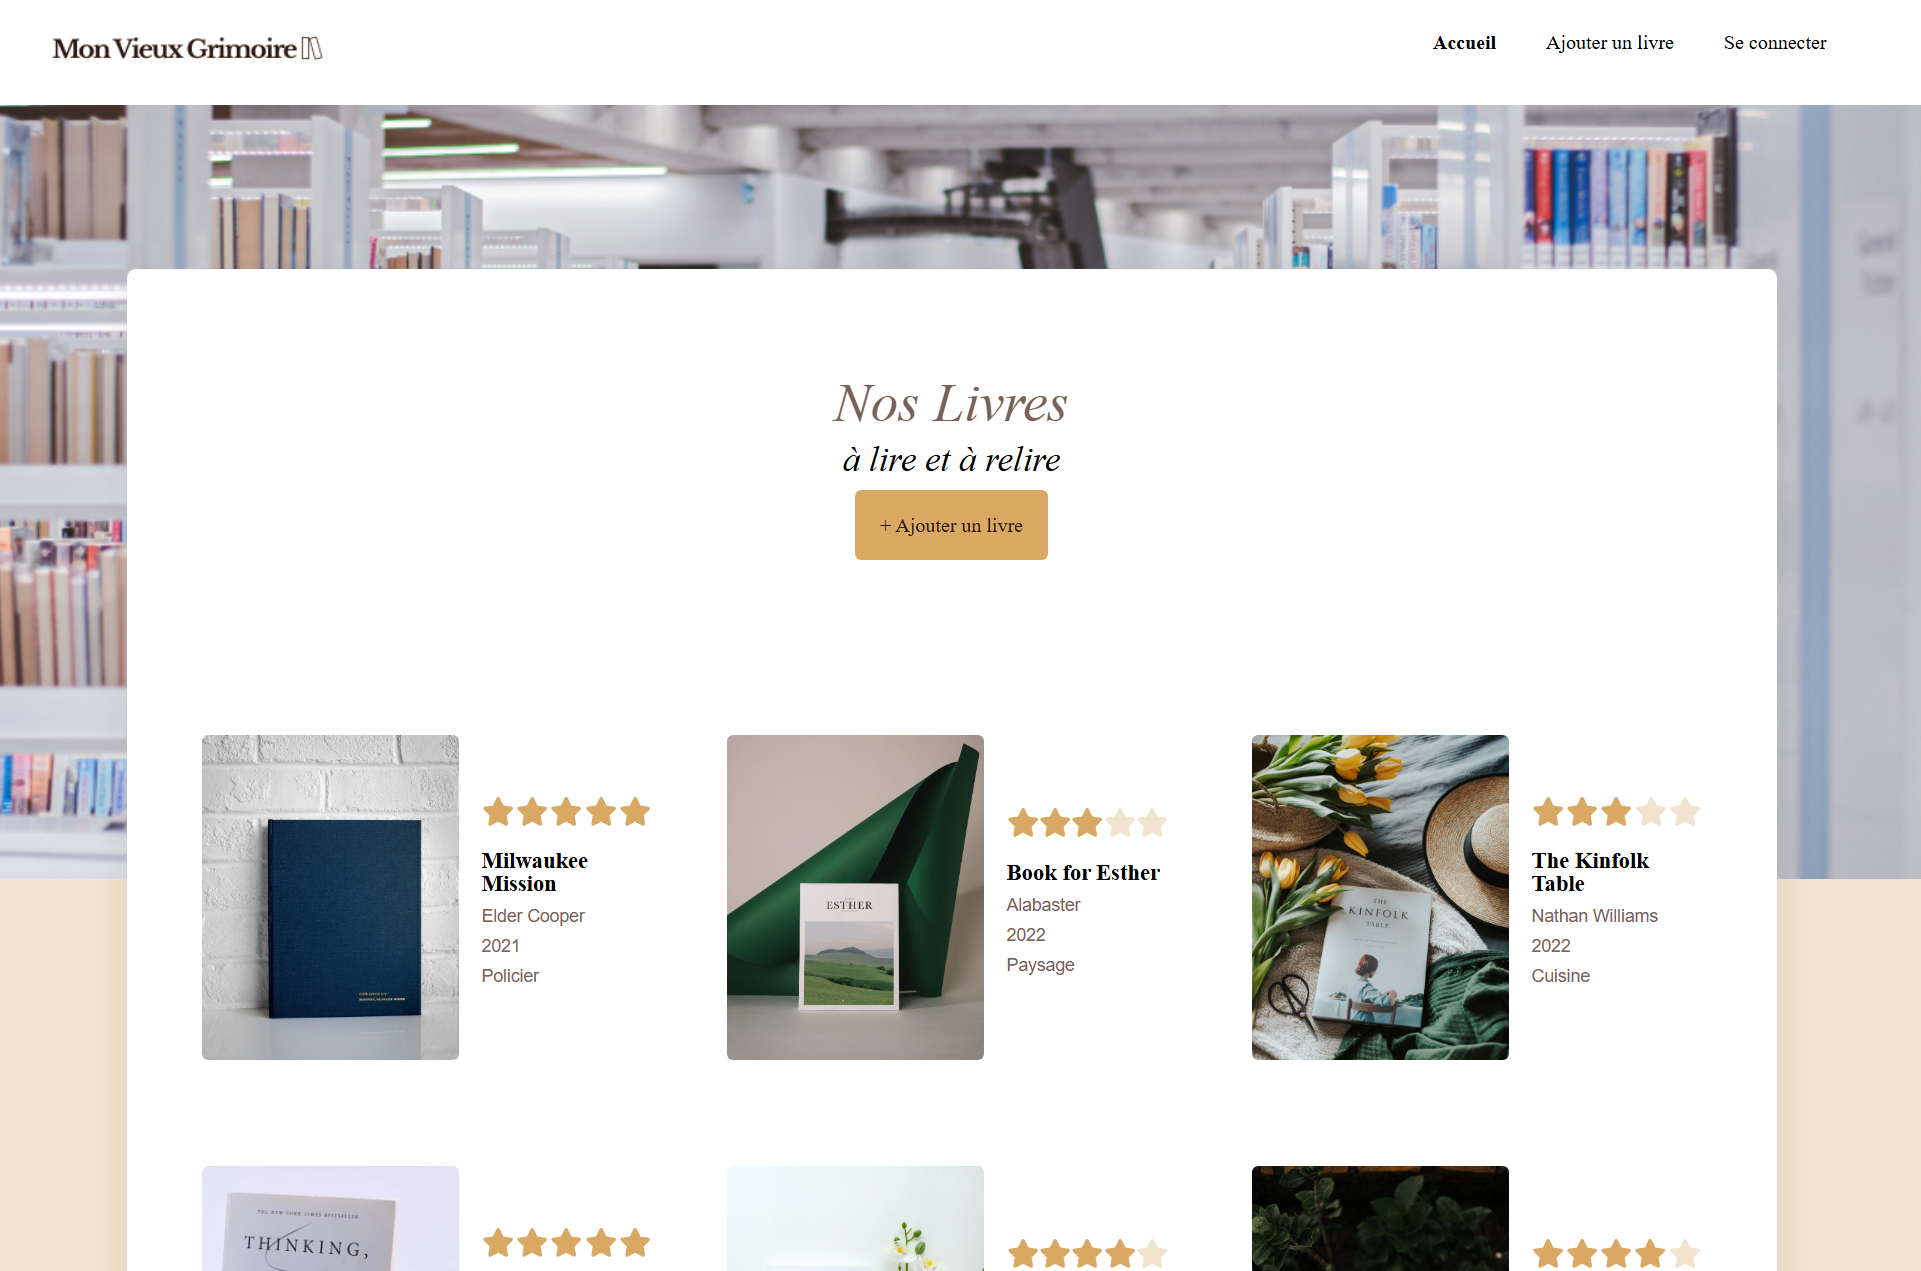 Mon Vieux Grimoire
Accueil
Ajouter un livre
Se connecter
Nos Livres
à lire et à relire
+ Ajouter un livre
Milwaukee
Mission
Elder Cooper
2021
Policier
ESTHER
Book for Esther
Alabaster
2022
Paysage
THE
KINFOLK
TABLE
The Kinfolk
Table
Nathan Williams
2022
Cuisine
THE NEW YORK TIMES BESTSELLER
THINKING,